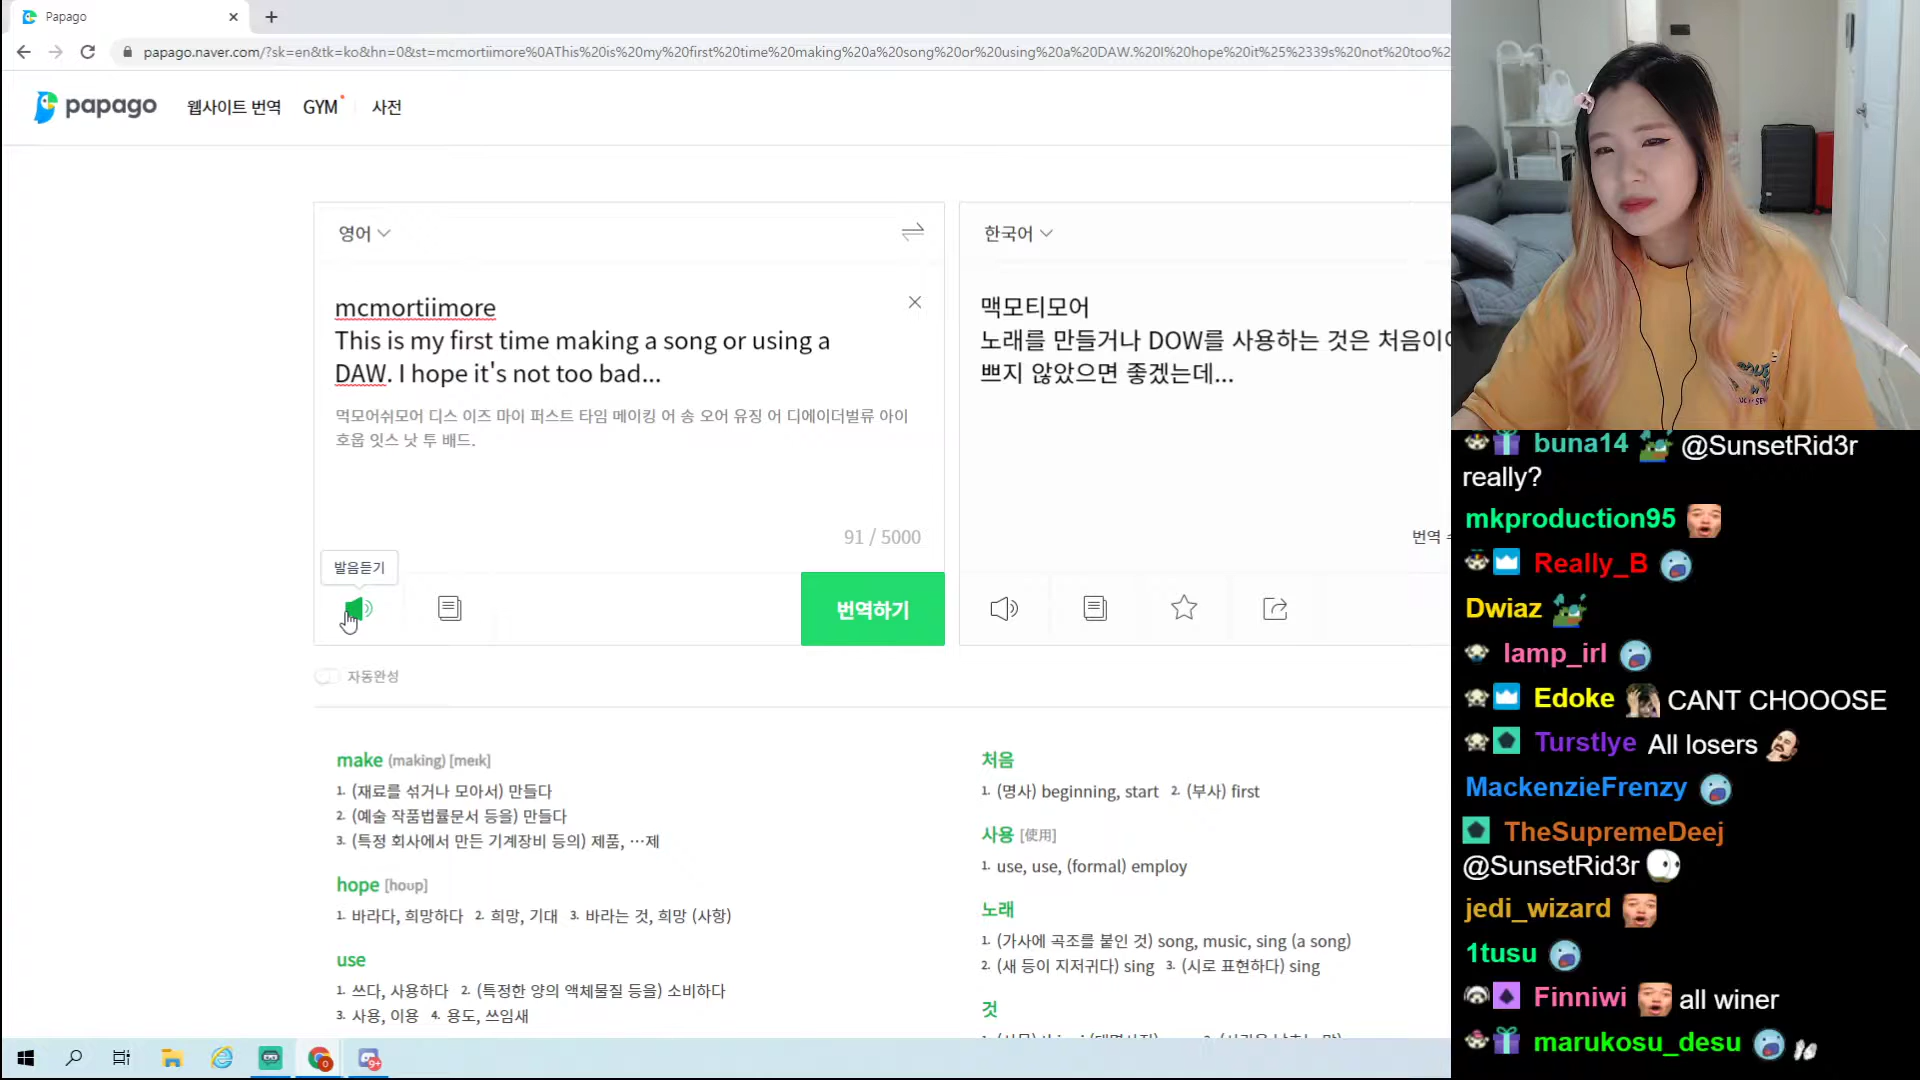 Papago
papago.naver.com/?sk=en&tk=ko&hn=0&st=mcmortiimore%0AThis%20is%20my%20first%20time%20making%20a%20song%20or%20using%20a%20DAW.%20I%20hope%20it%25%2339s%20not%20too%2
papago 웹사이트 번역 GYM 사전
영어
mcmortiimore
This is my first time making a song or using a
DAW. I hope it's not too bad...
먹모어쉬모어 디스 이즈 마이 퍼스트 타임 메이킹 어 송 오어 유징 어 디에이더벌류 아이
호웁 잇스 낫 투 배드.
91 / 5000
발음듣기
번역하기
자동완성
한국어
맥모티모어
노래를 만들거나 DOW를 사용하는 것은 처음이
쁘지 않았으면 좋겠는데...
번역
make (making) [meɪk]
1. (재료를 섞거나 모아서) 만들다
2. (예술 작품법률문서 등을) 만들다
3. (특정 회사에서 만든 기계장비 등의) 제품, …제
hope [hoʊp]
1. 바라다, 희망하다 2. 희망, 기대 3. 바라는 것, 희망 (사항)
use
1. 쓰다, 사용하다 2. (특정한 양의 액체물질 등을) 소비하다
3. 사용, 이용 4. 용도, 쓰임새
처음
1. (명사) beginning, start 2. (부사) first
사용 [使用]
1. use, use, (formal) employ
노래
1. (가사에 곡조를 붙인 것) song, music, sing (a song)
2. (새 등이 지저귀다) sing 3. (시로 표현하다) sing
것
buna14 @SunsetRid3r
really?
mkproduction95
Really_B
Dwiaz
lamp_irl
Edoke CANT CHOOOSE
Turstlye All losers
MackenzieFrenzy
TheSupremeDeej
@SunsetRid3r
jedi_wizard
1tusu
Finniwi all winer
marukosu_desu